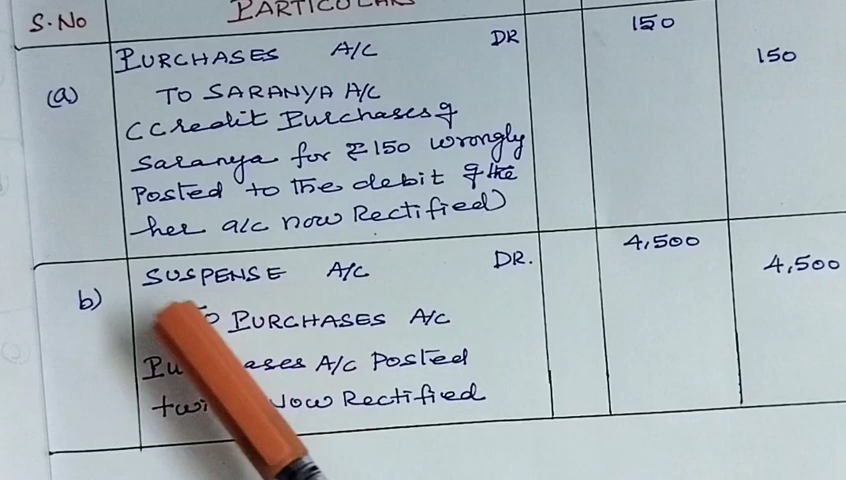 S.No PARTICULARS
(a) PURCHASES A/C DR 150
TO SARANYA A/C 150
(Credit Purchases of
Saranya for ₹150 wrongly
Posted to the debit of the
her a/c now Rectified)
b) SUSPENSE A/C DR. 4,500
TO PURCHASES A/C 4,500
A/C Posted
Now Rectified